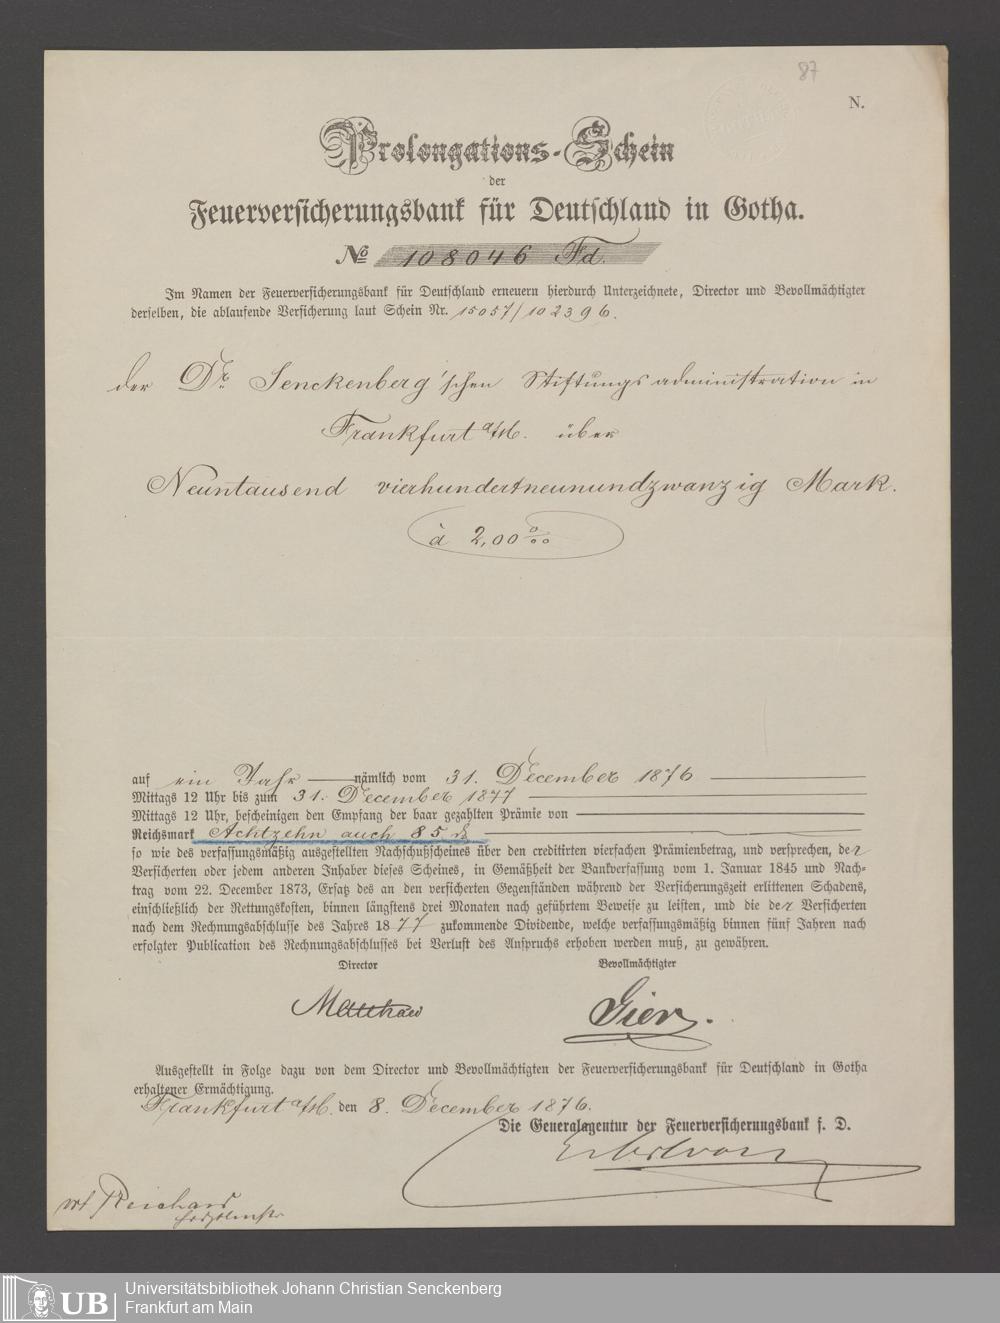 87
N.
Prolongations-Schein
der
Feuerversicherungsbank für Deutschland in Gotha.
No 108046 Fd.
Im Namen der Feuerversicherungsbank für Deutschland erneuern hierdurch Unterzeichnete, Director und Bevollmächtigter
derselben, die ablaufende Versicherung laut Schein Nr. 15057/102396.
der Dr. Senckenberg'schen Stiftungsadministration in
Frankfurt a/M. über
Neuntausend vierhundertneunundzwanzig Mark.
à 2,00 0/00
auf ein Jahr nämlich vom 31. December 1876
Mittags 12 Uhr bis zum 31. December 1877
Mittags 12 Uhr, bescheinigen den Empfang der baar gezahlten Prämie von
Reichsmark Achtzehn auch 85 d
so wie des verfassungsmäßig ausgestellten Nachschußscheines über den creditirten vierfachen Prämienbetrag, und versprechen, der
Versicherten oder jedem anderen Inhaber dieses Scheines, in Gemäßheit der Bankverfassung vom 1. Januar 1845 und Nach-
trag vom 22. December 1873, Ersatz des an den versicherten Gegenständen während der Versicherungszeit erlittenen Schadens,
einschließlich der Rettungskosten, binnen längstens drei Monaten nach geführtem Beweise zu leisten, und die der Versicherten
nach dem Rechnungsabschlusse des Jahres 1877 zukommende Dividende, welche verfassungsmäßig binnen fünf Jahren nach
erfolgter Publication des Rechnungsabschlusses bei Verlust des Anspruchs erhoben werden muß, zu gewähren.
Director Bevollmächtigter
Ausgestellt in Folge dazu von dem Director und Bevollmächtigten der Feuerversicherungsbank für Deutschland in Gotha
erhaltener Ermächtigung.
Frankfurt a/M. den 8. December 1876.
Die Generalagentur der Feuerversicherungsbank f. D.
Reichard
UB
Universitätsbibliothek Johann Christian Senckenberg
Frankfurt am Main